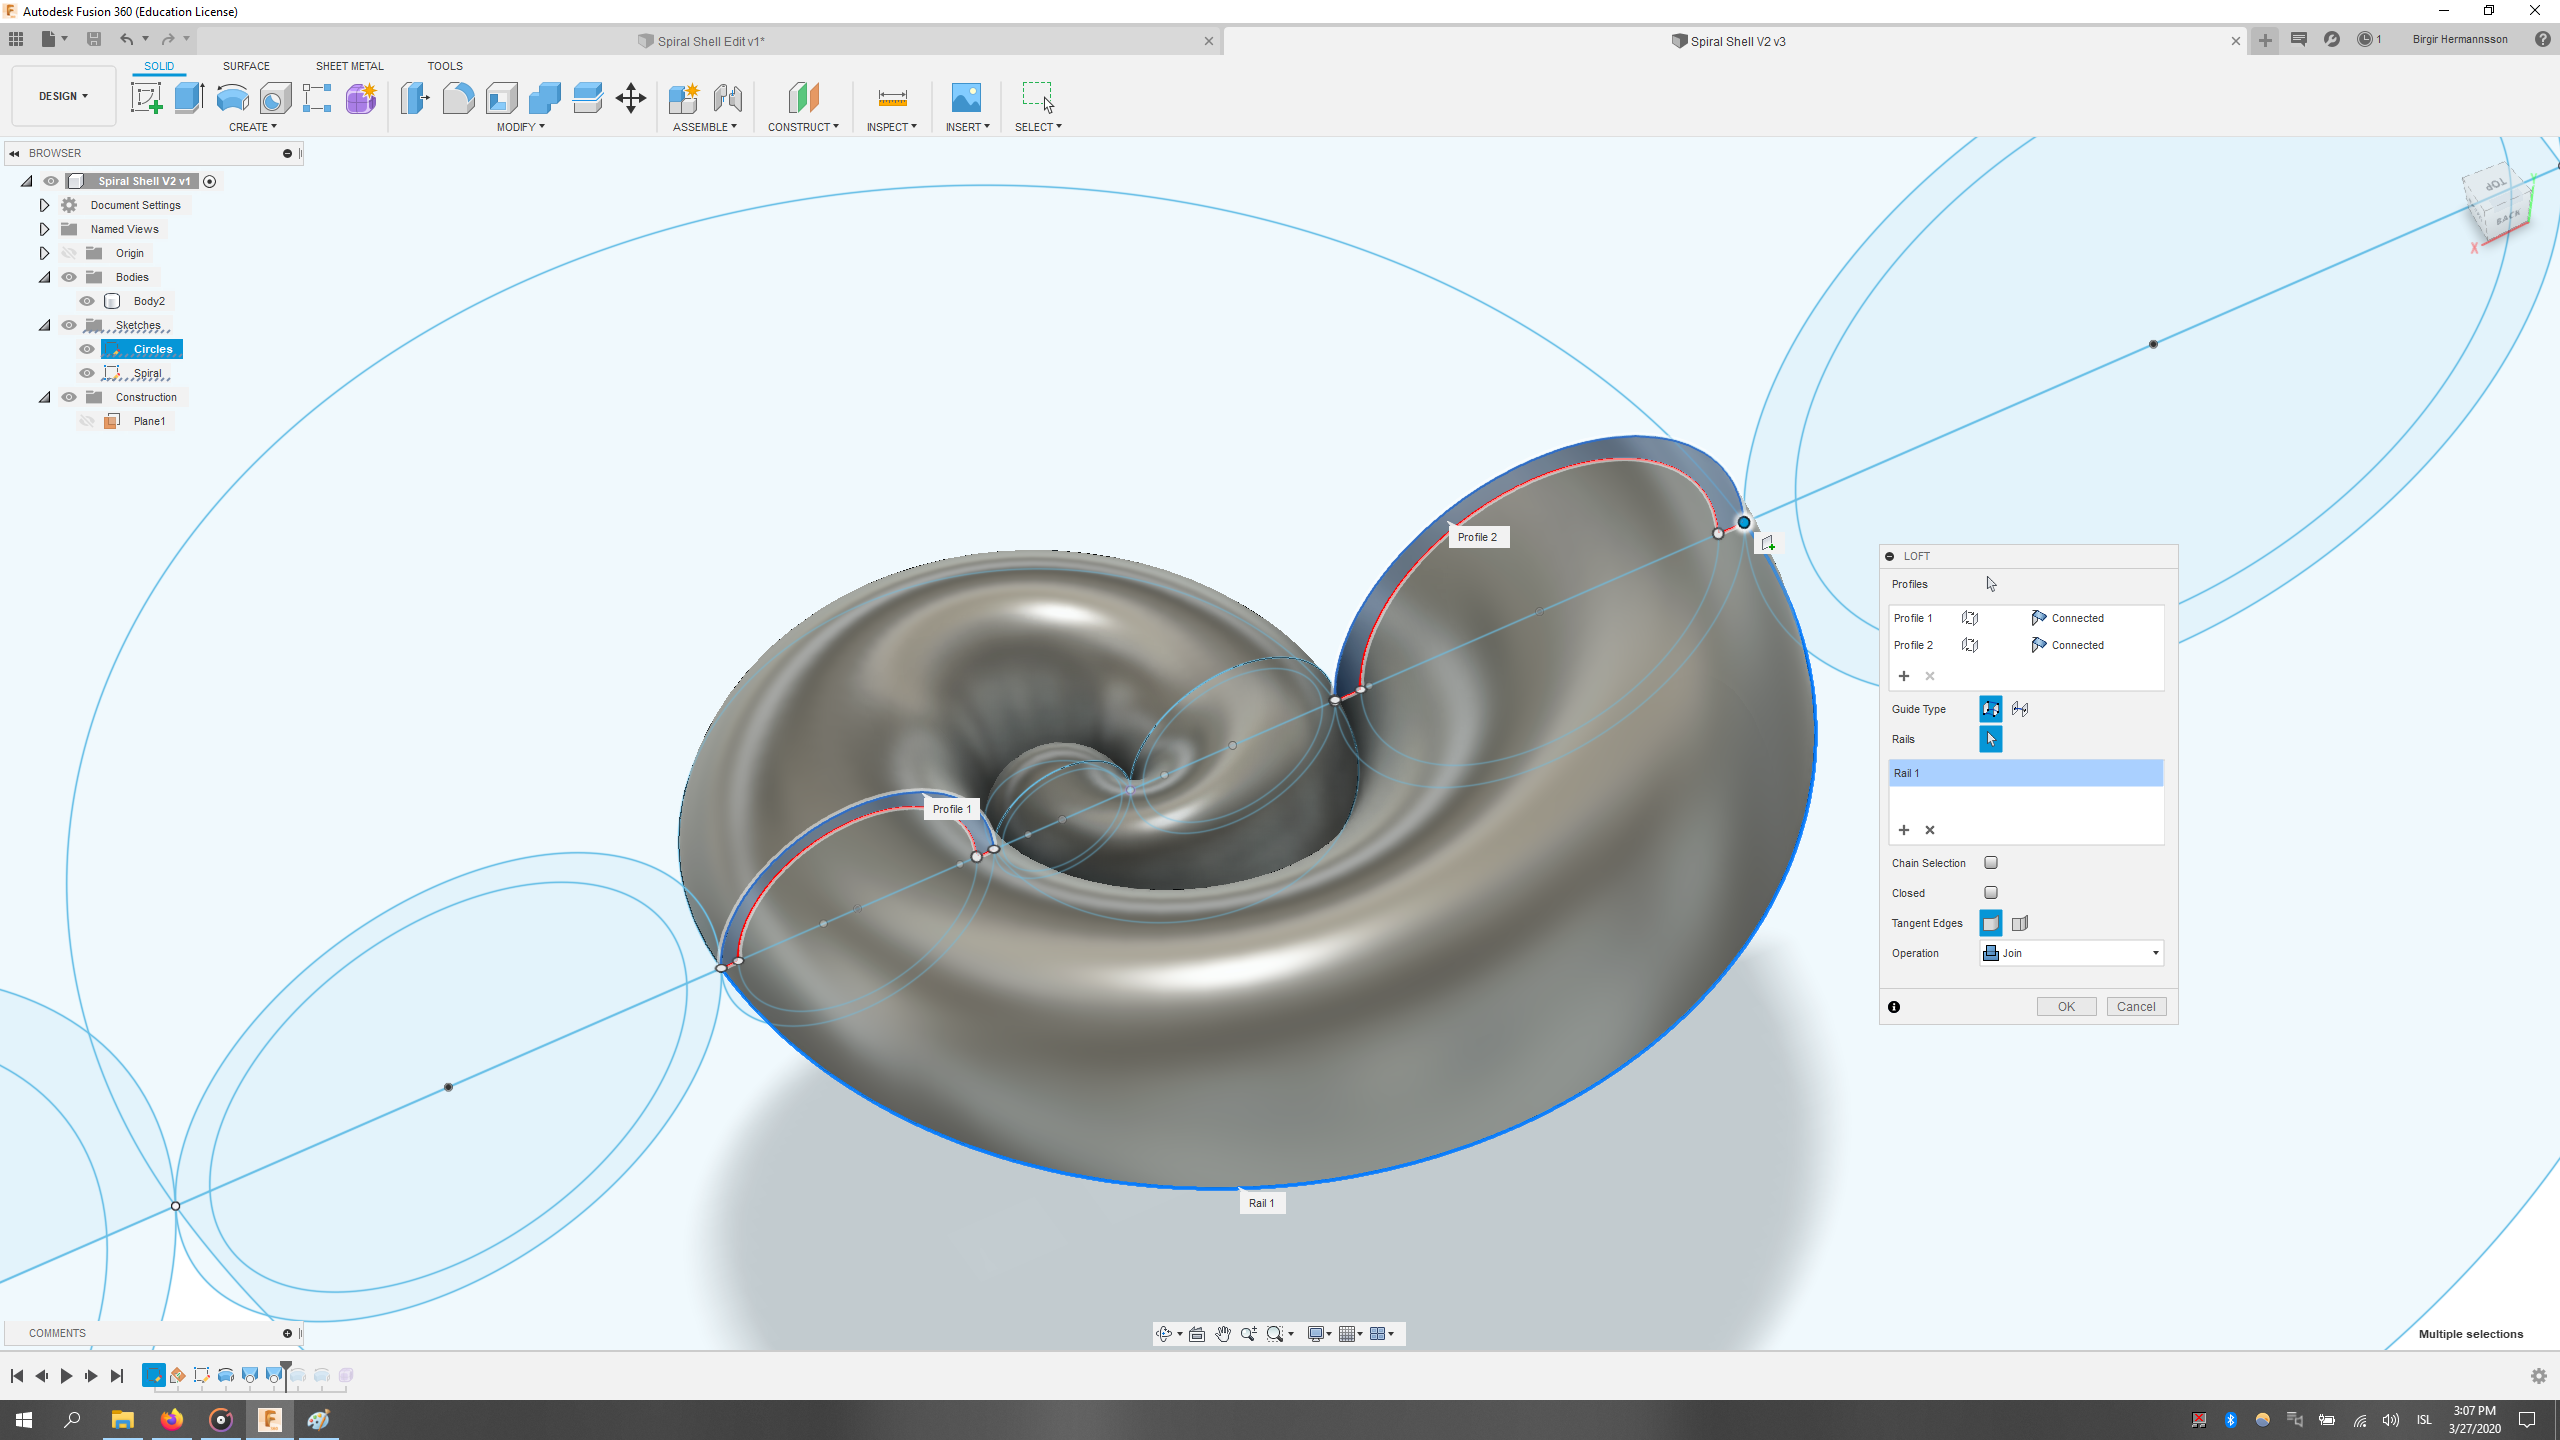 Autodesk Fusion 360 (Education License)
Spiral Shell Edit v1*
Spiral Shell V2 v3
1
Birgir Hermannsson
SOLID
SURFACE
SHEET METAL
TOOLS
DESIGN
CREATE
MODIFY
ASSEMBLE
CONSTRUCT
INSPECT
INSERT
SELECT
BROWSER
Spiral Shell V2 v1
Document Settings
Named Views
Origin
Bodies
Body2
Sketches
Circles
Spiral
Construction
Plane1
TOP
BACK
X
Profile 2
Profile 1
Rail 1
LOFT
Profiles
Profile 1 Connected
Profile 2 Connected
Guide Type
Rails
Rail 1
Chain Selection
Closed
Tangent Edges
Operation Join
OK Cancel
COMMENTS
Multiple selections
ISL
3:07 PM
3/27/2020